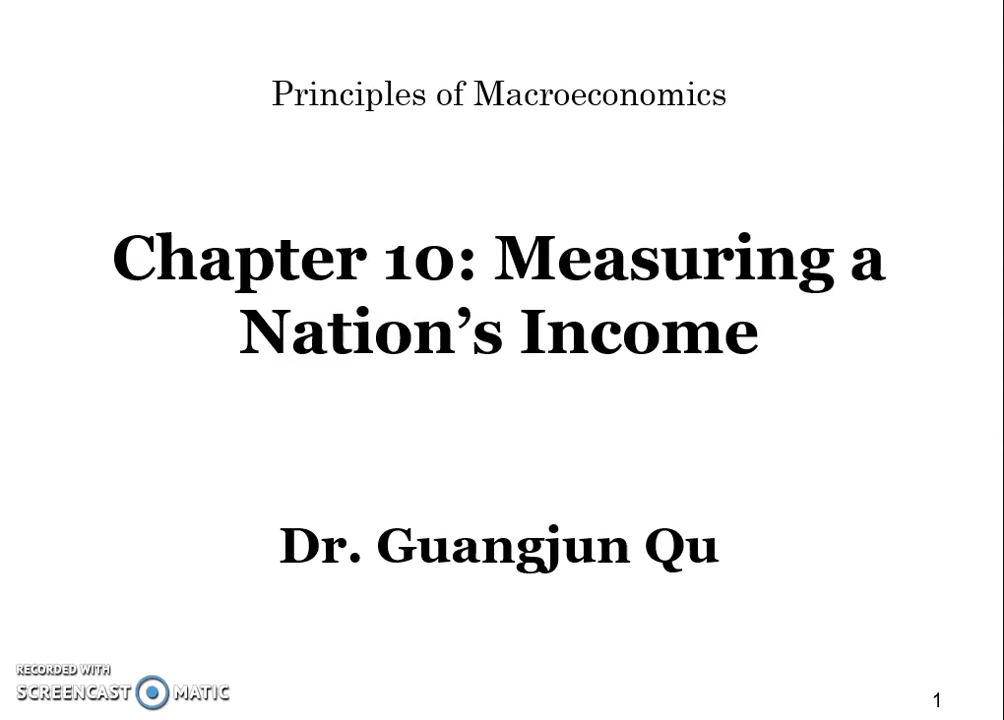 Principles of Macroeconomics
Chapter 10: Measuring a
Nation’s Income
Dr. Guangjun Qu
RECORDED WITH
SCREENCAST MATIC
1